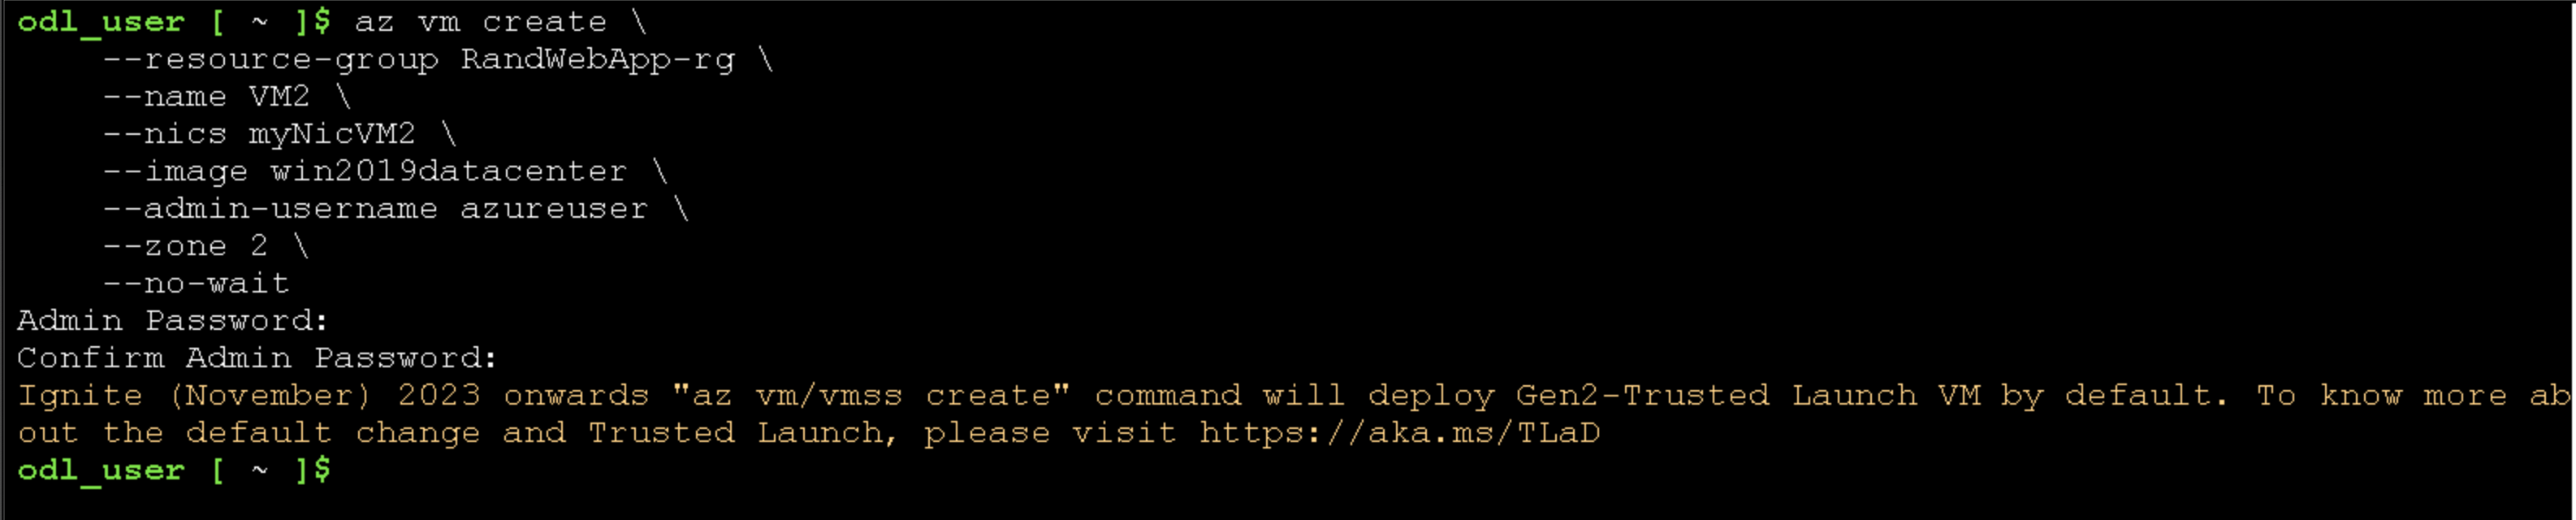 odl_user [ ~ ]$ az vm create \
    --resource-group RandWebApp-rg \
    --name VM2 \
    --nics myNicVM2 \
    --image win2019datacenter \
    --admin-username azureuser \
    --zone 2 \
    --no-wait
Admin Password:
Confirm Admin Password:
Ignite (November) 2023 onwards "az vm/vmss create" command will deploy Gen2-Trusted Launch VM by default. To know more ab
out the default change and Trusted Launch, please visit https://aka.ms/TLaD
odl_user [ ~ ]$